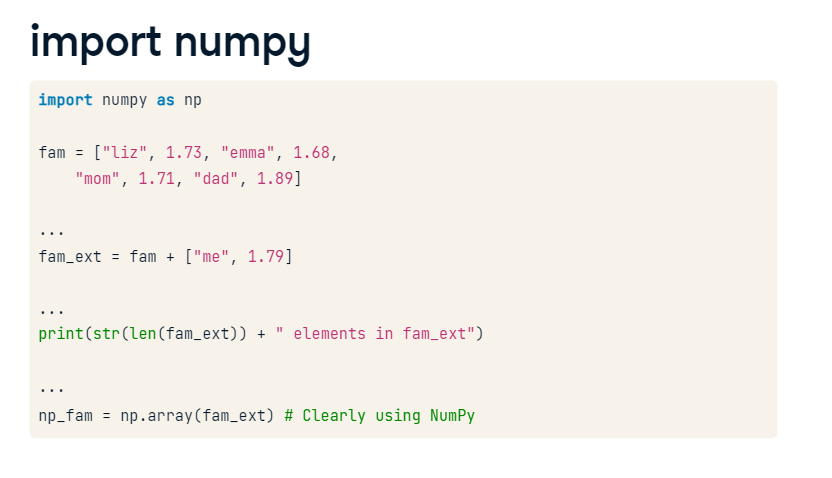 import numpy
import numpy as np
fam = ["liz", 1.73, "emma", 1.68,
"mom", 1.71, "dad", 1.89]
...
fam_ext = fam + ["me", 1.79]
...
print(str(len(fam_ext)) + " elements in fam_ext")
...
np_fam = np.array(fam_ext) # Clearly using NumPy